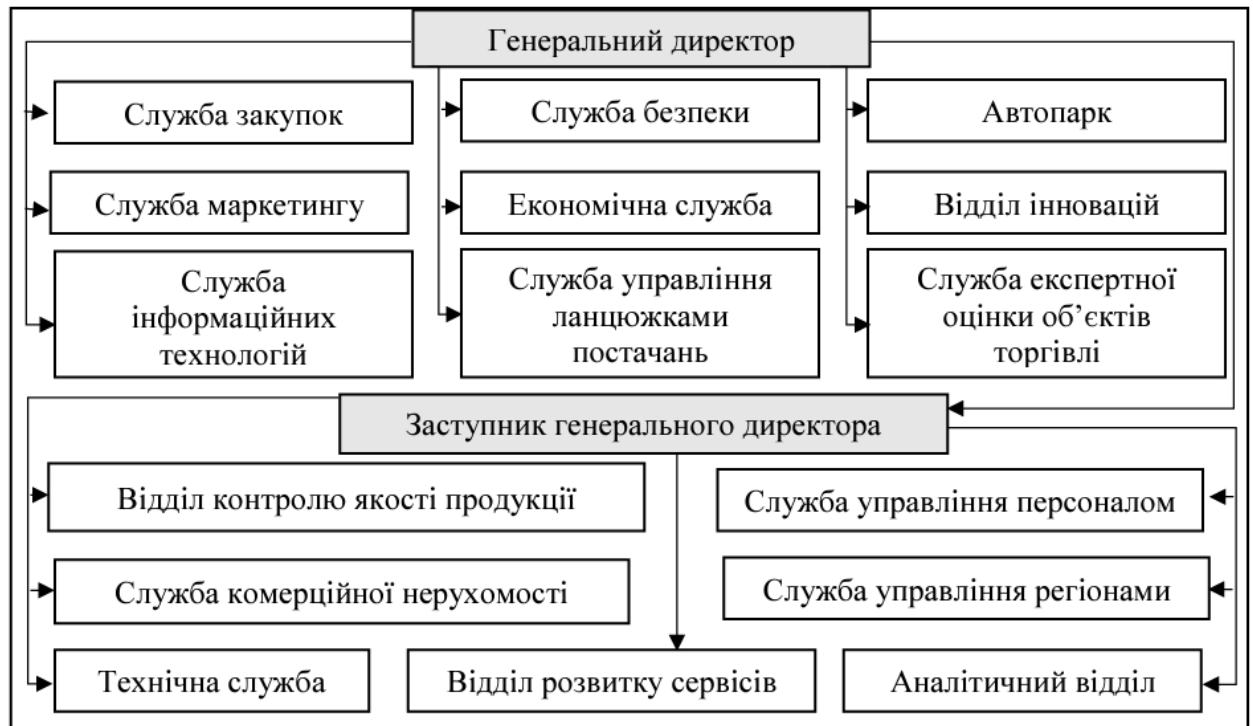 Генеральний директор
Служба закупок
Служба безпеки
Автопарк
Служба маркетингу
Економічна служба
Відділ інновацій
Служба
інформаційних
технологій
Служба управління
ланцюжками
постачань
Служба експертної
оцінки об’єктів
торгівлі
Заступник генерального директора
Відділ контролю якості продукції
Служба управління персоналом
Служба комерційної нерухомості
Служба управління регіонами
Технічна служба
Відділ розвитку сервісів
Аналітичний відділ